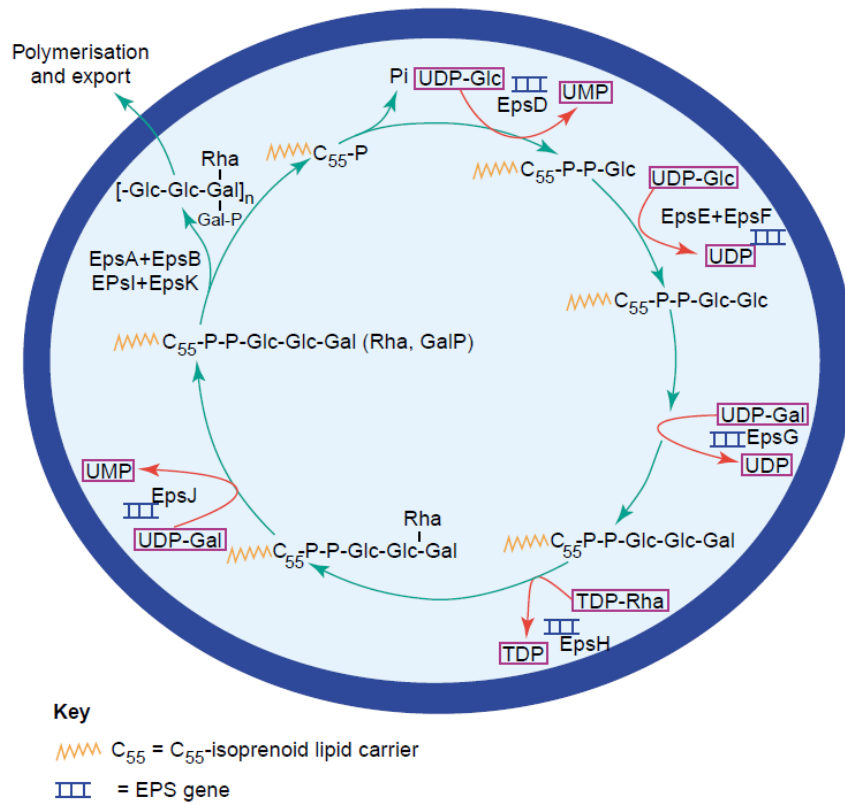 Polymerisation
and export
Pi
UDP-Glc
EpsD
UMP
C55-P
C55-P-P-Glc
Rha
[-Glc-Glc-Gal]n
Gal-P
UDP-Glc
EpsE+EpsF
UDP
EpsA+EpsB
EPsI+EpsK
C55-P-P-Glc-Glc
C55-P-P-Glc-Glc-Gal (Rha, GalP)
UDP-Gal
EpsG
UDP
UMP
EpsJ
UDP-Gal
Rha
C55-P-P-Glc-Glc-Gal
C55-P-P-Glc-Glc-Gal
TDP-Rha
EpsH
TDP
Key
C55 = C55-isoprenoid lipid carrier
= EPS gene